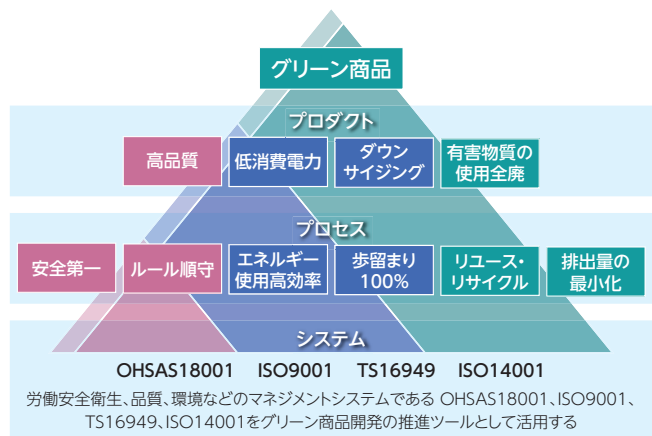 グリーン商品
プロダクト
高品質
低消費電力
ダウン
サイジング
有害物質の
使用全廃
プロセス
安全第一
ルール順守
エネルギー
使用高効率
歩留まり
100%
リユース・
リサイクル
排出量の
最小化
システム
OHSAS18001 ISO9001 TS16949 ISO14001
労働安全衛生、品質、環境などのマネジメントシステムである OHSAS18001、ISO9001、
TS16949、ISO14001をグリーン商品開発の推進ツールとして活用する